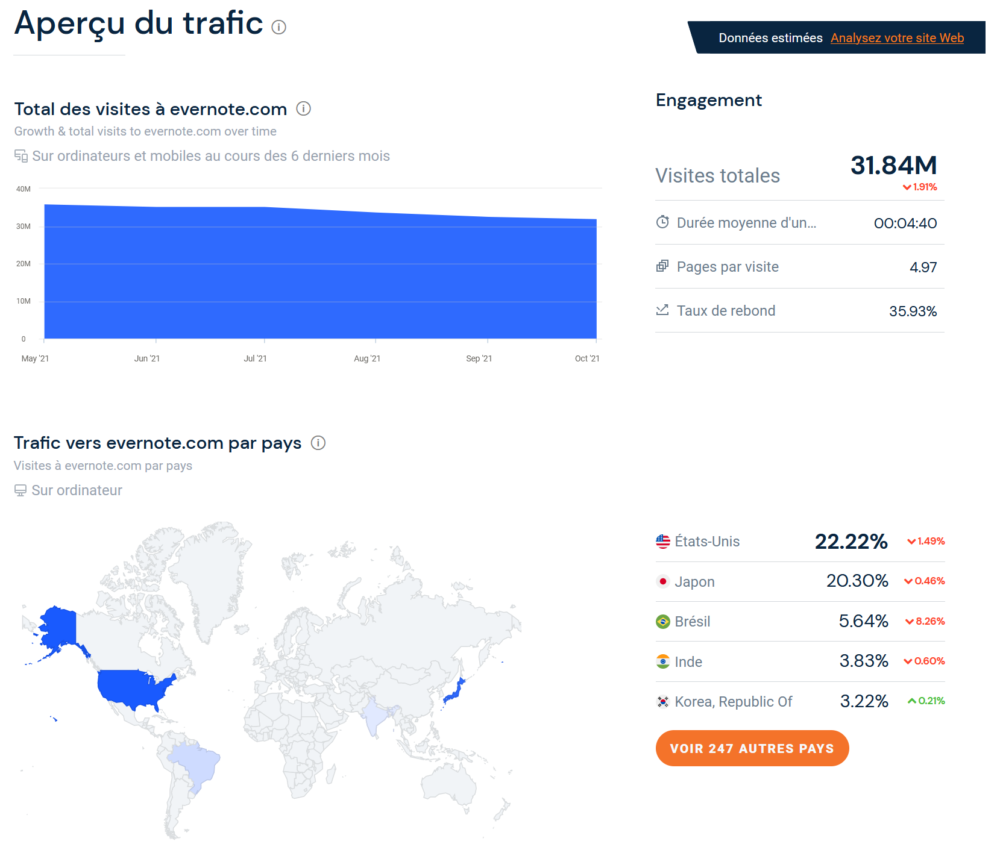 Aperçu du trafic
Données estimées Analysez votre site Web
Total des visites à evernote.com
Growth & total visits to evernote.com over time
Sur ordinateurs et mobiles au cours des 6 derniers mois
40M
30M
20M
10M
0
May '21 Jun '21 Jul '21 Aug '21 Sep '21 Oct '21
Engagement
Visites totales 31.84M
1.91%
Durée moyenne d'un... 00:04:40
Pages par visite 4.97
Taux de rebond 35.93%
Trafic vers evernote.com par pays
Visites à evernote.com par pays
Sur ordinateur
États-Unis 22.22% 1.49%
Japon 20.30% 0.46%
Brésil 5.64% 8.26%
Inde 3.83% 0.60%
Korea, Republic Of 3.22% 0.21%
VOIR 247 AUTRES PAYS